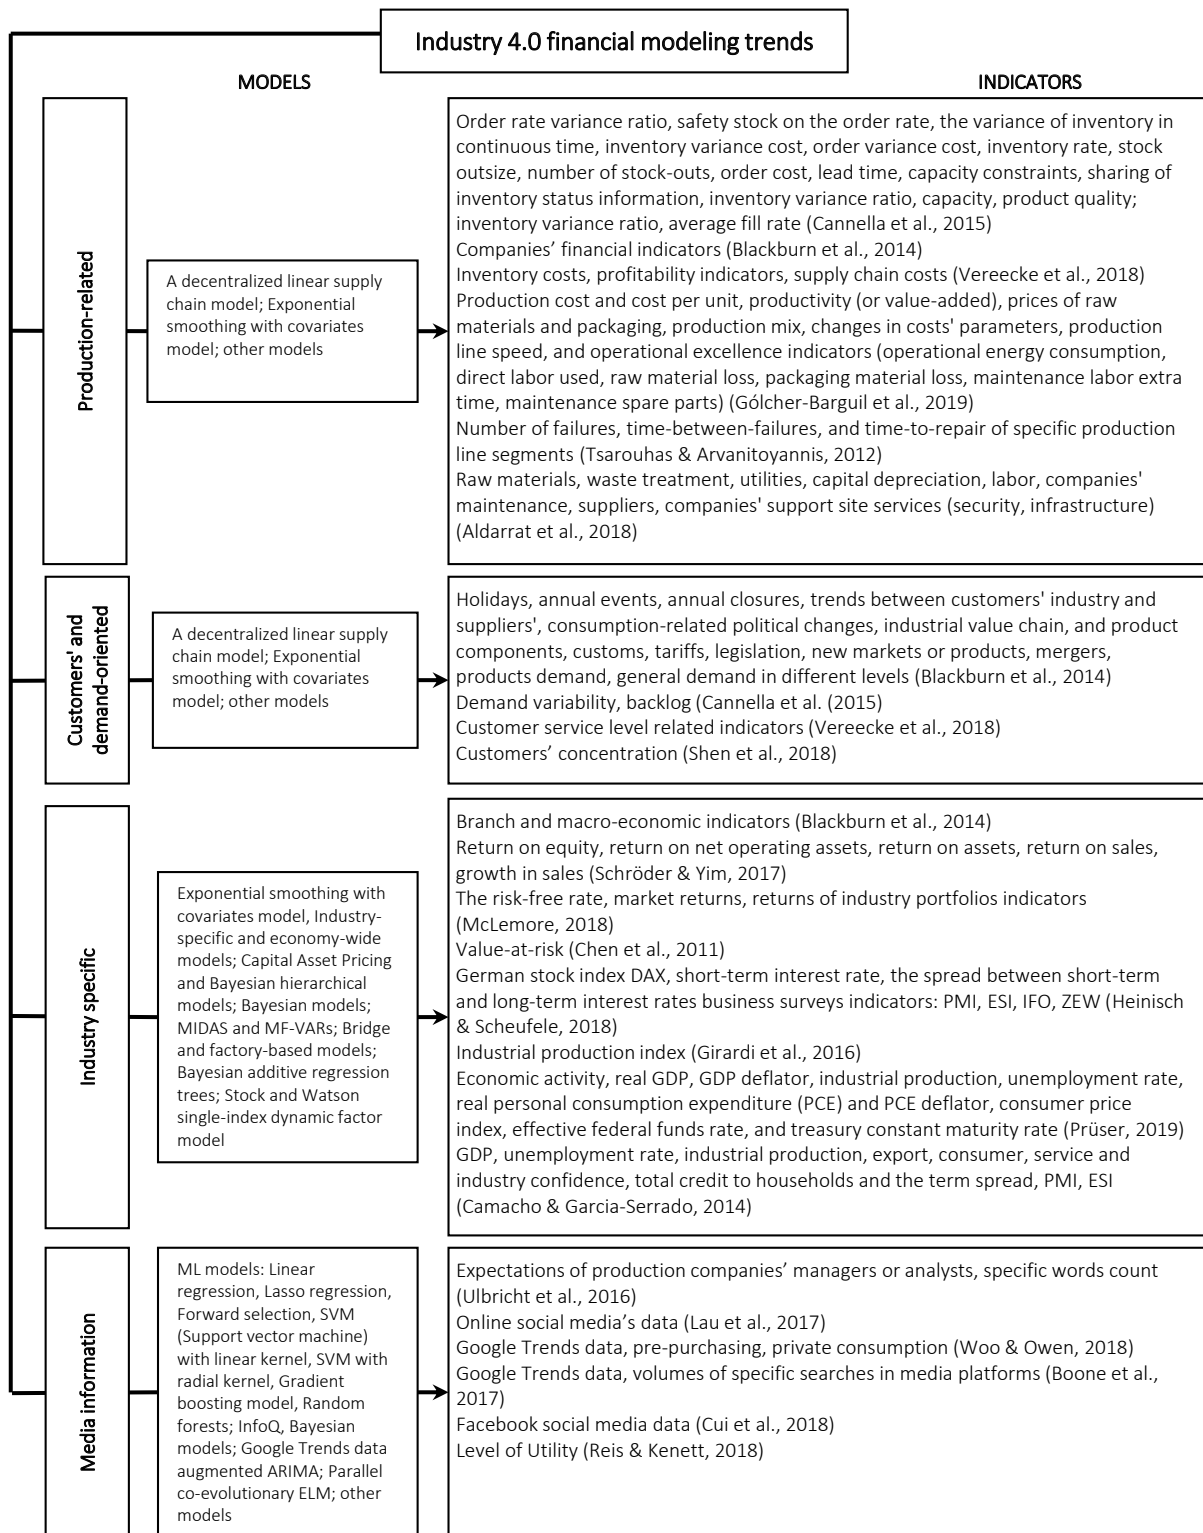 Industry 4.0 financial modeling trends
MODELS
INDICATORS
Production-related
A decentralized linear supply
chain model; Exponential
smoothing with covariates
model; other models
Order rate variance ratio, safety stock on the order rate, the variance of inventory in
continuous time, inventory variance cost, order variance cost, inventory rate, stock
outsize, number of stock-outs, order cost, lead time, capacity constraints, sharing of
inventory status information, inventory variance ratio, capacity, product quality;
inventory variance ratio, average fill rate (Cannella et al., 2015)
Companies’ financial indicators (Blackburn et al., 2014)
Inventory costs, profitability indicators, supply chain costs (Vereecke et al., 2018)
Production cost and cost per unit, productivity (or value-added), prices of raw
materials and packaging, production mix, changes in costs' parameters, production
line speed, and operational excellence indicators (operational energy consumption,
direct labor used, raw material loss, packaging material loss, maintenance labor extra
time, maintenance spare parts) (Gólcher-Barguil et al., 2019)
Number of failures, time-between-failures, and time-to-repair of specific production
line segments (Tsarouhas & Arvanitoyannis, 2012)
Raw materials, waste treatment, utilities, capital depreciation, labor, companies'
maintenance, suppliers, companies' support site services (security, infrastructure)
(Aldarrat et al., 2018)
Customers' and
demand-oriented
A decentralized linear supply
chain model; Exponential
smoothing with covariates
model; other models
Holidays, annual events, annual closures, trends between customers' industry and
suppliers', consumption-related political changes, industrial value chain, and product
components, customs, tariffs, legislation, new markets or products, mergers,
products demand, general demand in different levels (Blackburn et al., 2014)
Demand variability, backlog (Cannella et al. (2015)
Customer service level related indicators (Vereecke et al., 2018)
Customers’ concentration (Shen et al., 2018)
Industry specific
Exponential smoothing with
covariates model, Industry-
specific and economy-wide
models; Capital Asset Pricing
and Bayesian hierarchical
models; Bayesian models;
MIDAS and MF-VARs; Bridge
and factory-based models;
Bayesian additive regression
trees; Stock and Watson
single-index dynamic factor
model
Branch and macro-economic indicators (Blackburn et al., 2014)
Return on equity, return on net operating assets, return on assets, return on sales,
growth in sales (Schröder & Yim, 2017)
The risk-free rate, market returns, returns of industry portfolios indicators
(McLemore, 2018)
Value-at-risk (Chen et al., 2011)
German stock index DAX, short-term interest rate, the spread between short-term
and long-term interest rates business surveys indicators: PMI, ESI, IFO, ZEW (Heinisch
& Scheufele, 2018)
Industrial production index (Girardi et al., 2016)
Economic activity, real GDP, GDP deflator, industrial production, unemployment rate,
real personal consumption expenditure (PCE) and PCE deflator, consumer price
index, effective federal funds rate, and treasury constant maturity rate (Prüser, 2019)
GDP, unemployment rate, industrial production, export, consumer, service and
industry confidence, total credit to households and the term spread, PMI, ESI
(Camacho & Garcia-Serrado, 2014)
Media information
ML models: Linear
regression, Lasso regression,
Forward selection, SVM
(Support vector machine)
with linear kernel, SVM with
radial kernel, Gradient
boosting model, Random
forests; InfoQ, Bayesian
models; Google Trends data
augmented ARIMA; Parallel
co-evolutionary ELM; other
models
Expectations of production companies’ managers or analysts, specific words count
(Ulbricht et al., 2016)
Online social media’s data (Lau et al., 2017)
Google Trends data, pre-purchasing, private consumption (Woo & Owen, 2018)
Google Trends data, volumes of specific searches in media platforms (Boone et al.,
2017)
Facebook social media data (Cui et al., 2018)
Level of Utility (Reis & Kenett, 2018)